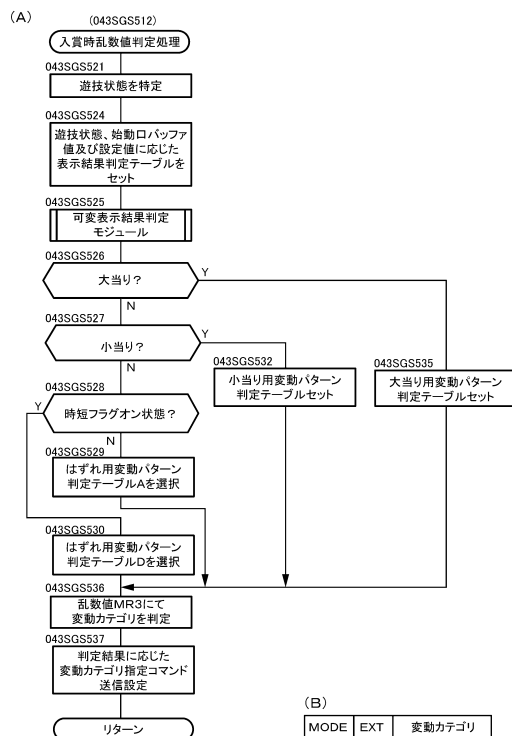 (A)
(043SGS512)
入賞時乱数値判定処理
043SGS521
遊技状態を特定
043SGS524
遊技状態、始動口バッファ
値及び設定値に応じた
表示結果判定テーブルを
セット
043SGS525
可変表示結果判定
モジュール
043SGS526
大当り?
Y
N
043SGS527
小当り?
Y
N
043SGS532
小当り用変動パターン
判定テーブルセット
043SGS535
大当り用変動パターン
判定テーブルセット
043SGS528
Y
時短フラグオン状態?
N
043SGS529
はずれ用変動パターン
判定テーブルAを選択
043SGS530
はずれ用変動パターン
判定テーブルDを選択
043SGS536
乱数値MR3にて
変動カテゴリを判定
043SGS537
判定結果に応じた
変動カテゴリ指定コマンド
送信設定
リターン
(B)
MODE EXT 変動カテゴリ